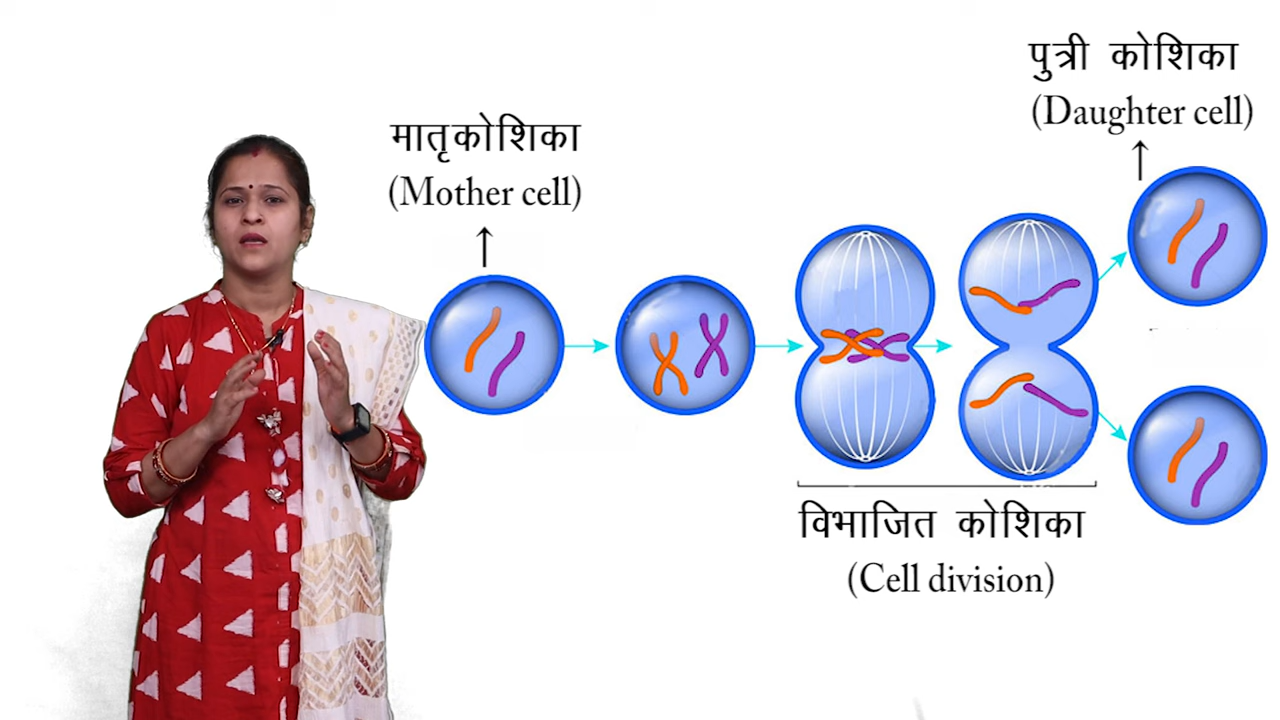 मातृकोशिका
(Mother cell)
पुत्री कोशिका
(Daughter cell)
विभाजित कोशिका
(Cell division)